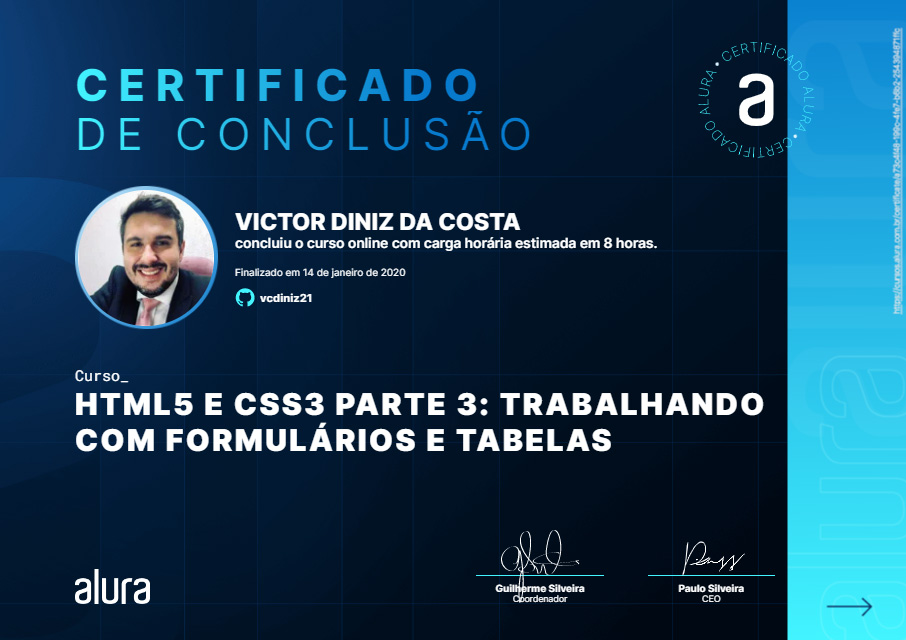 CERTIFICADO
DE CONCLUSÃO
CERTIFICADO ALURA • CERTIFICADO ALURA •
a
VICTOR DINIZ DA COSTA
concluiu o curso online com carga horária estimada em 8 horas.
Finalizado em 14 de janeiro de 2020
vcdiniz21
Curso_
HTML5 E CSS3 PARTE 3: TRABALHANDO
COM FORMULÁRIOS E TABELAS
alura
Guilherme Silveira
Coordenador
Paulo Silveira
CEO